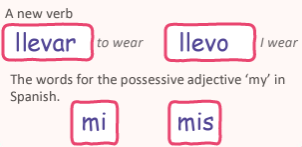 A new verb
llevar to wear llevo I wear
The words for the possessive adjective ‘my’ in
Spanish.
mi mis